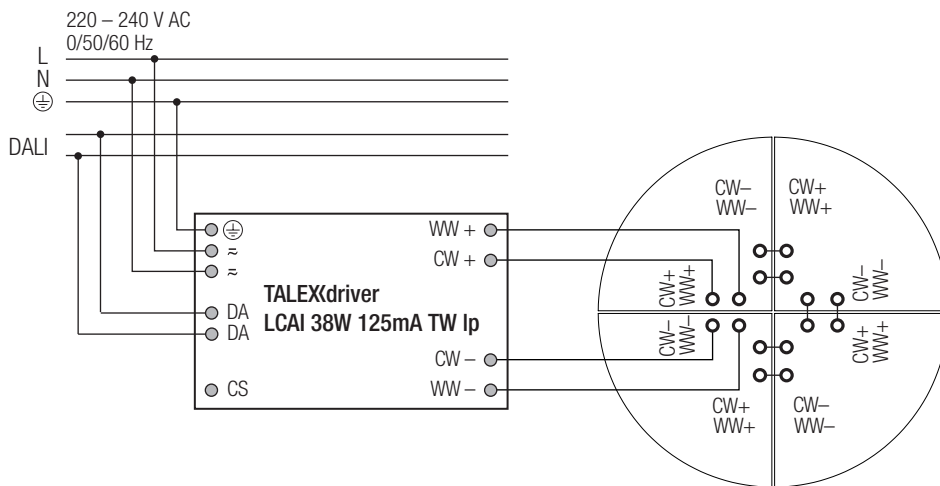 220 – 240 V AC
0/50/60 Hz
L
N
DALI
WW +
≂
CW +
≂
TALEXXdriver
LCAI 38W 125mA TW lp
DA
DA
CW –
CS
WW –
CW–
WW–
CW+
WW+
CW+
WW+
CW–
WW–
CW–
WW–
CW+
WW+
CW+
WW+
CW–
WW–